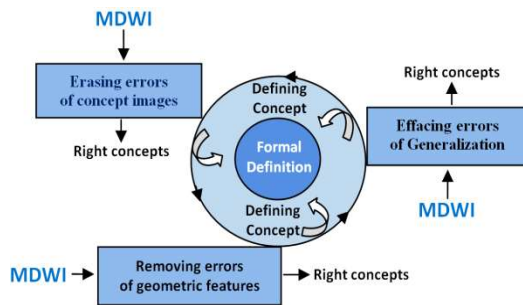 MDWI
Erasing errors
of concept images
Right concepts
Defining
Concept
Formal
Definition
Defining
Concept
Right concepts
Effacing errors
of Generalization
MDWI
MDWI
Removing errors
of geometric features
Right concepts